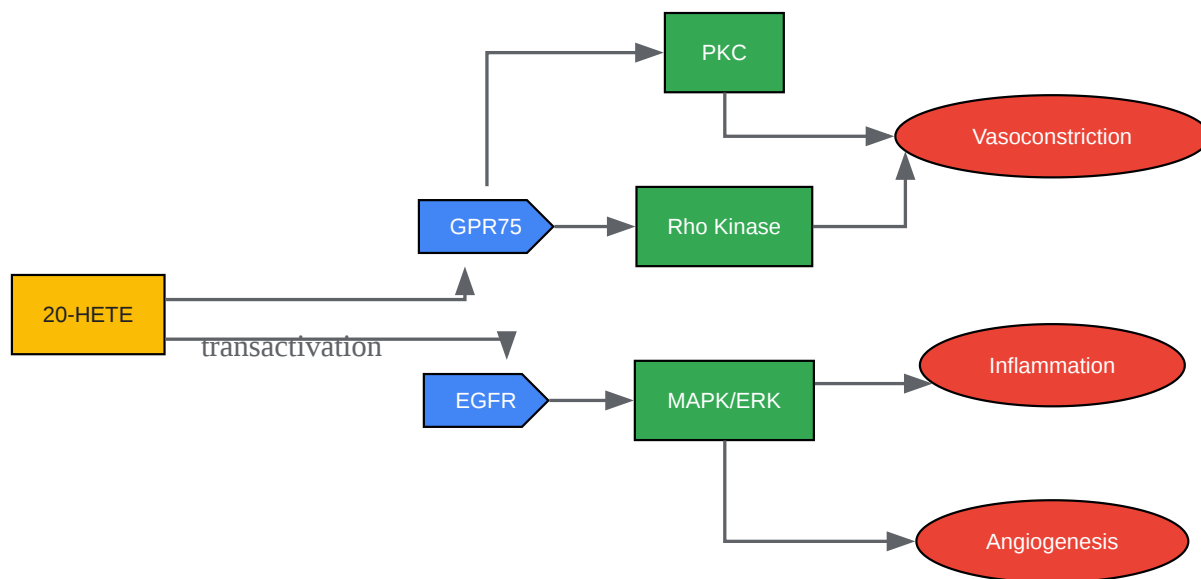 PKC
Vasoconstriction
GPR75
Rho Kinase
20-HETE
transactivation
Inflammation
EGFR
MAPK/ERK
Angiogenesis